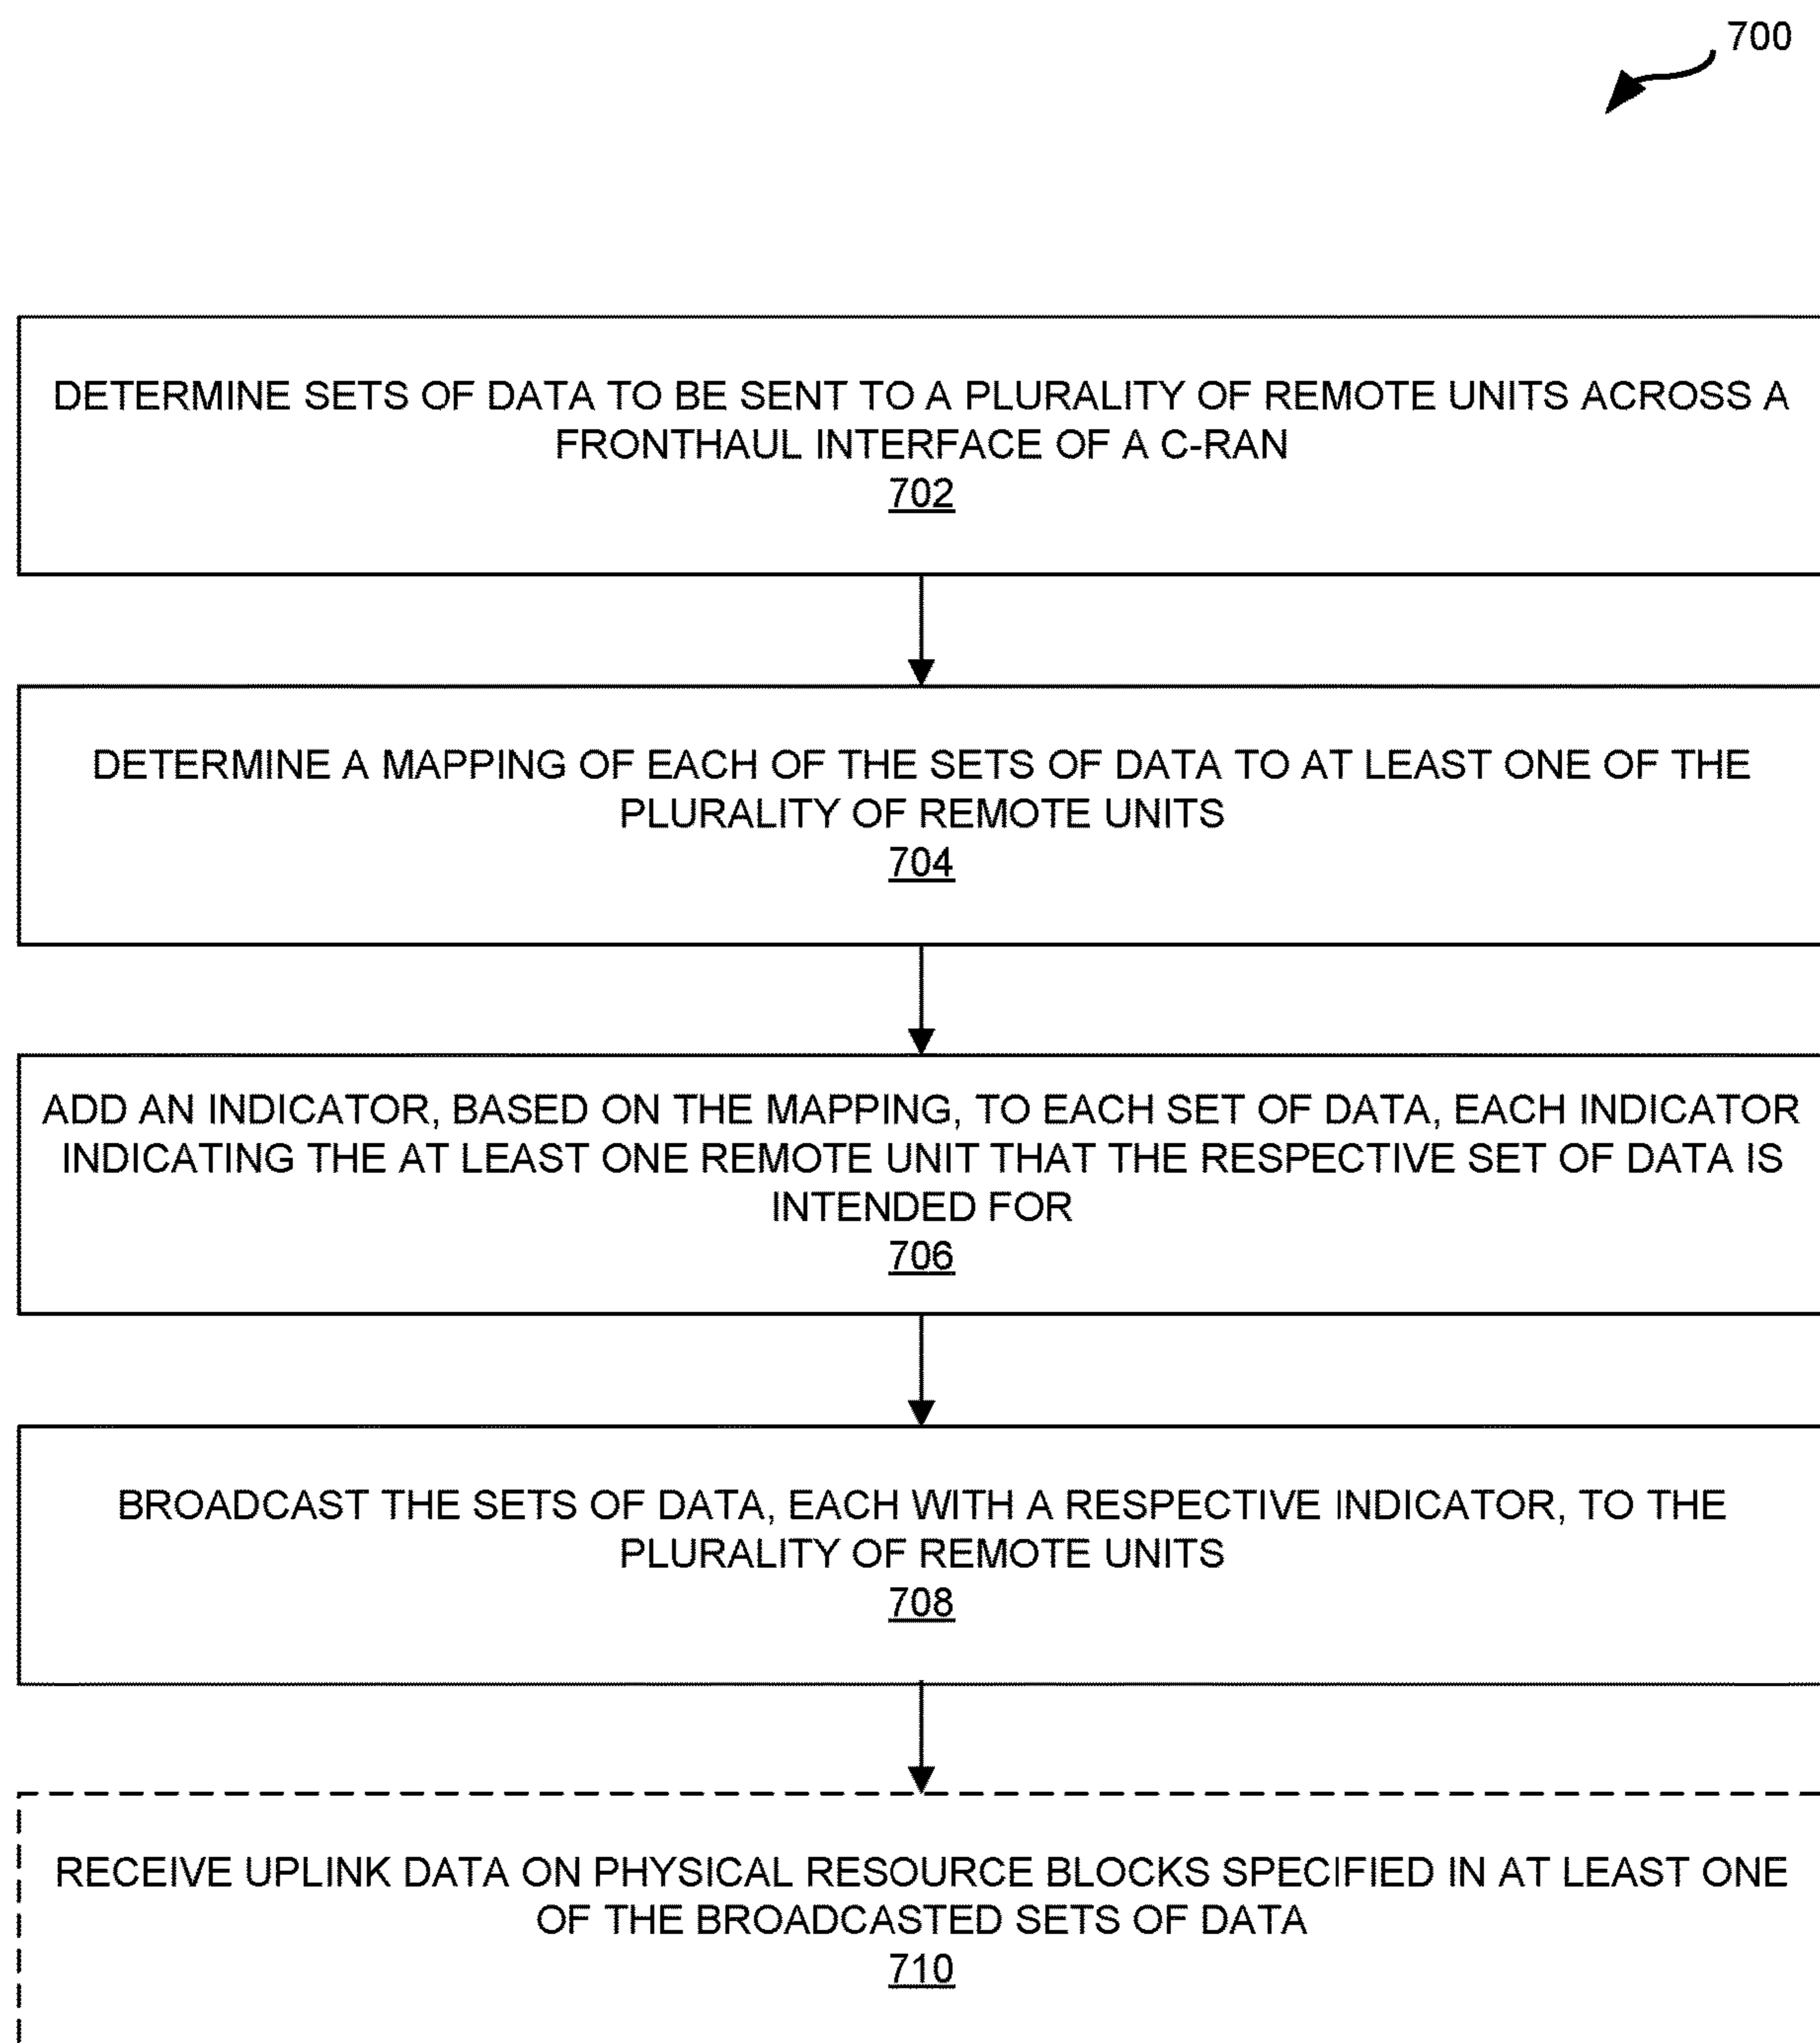 700
DETERMINE SETS OF DATA TO BE SENT TO A PLURALITY OF REMOTE UNITS ACROSS A
FRONTHAUL INTERFACE OF A C-RAN
702
DETERMINE A MAPPING OF EACH OF THE SETS OF DATA TO AT LEAST ONE OF THE
PLURALITY OF REMOTE UNITS
704
ADD AN INDICATOR, BASED ON THE MAPPING, TO EACH SET OF DATA, EACH INDICATOR
INDICATING THE AT LEAST ONE REMOTE UNIT THAT THE RESPECTIVE SET OF DATA IS
INTENDED FOR
706
BROADCAST THE SETS OF DATA, EACH WITH A RESPECTIVE INDICATOR, TO THE
PLURALITY OF REMOTE UNITS
708
RECEIVE UPLINK DATA ON PHYSICAL RESOURCE BLOCKS SPECIFIED IN AT LEAST ONE
OF THE BROADCASTED SETS OF DATA
710